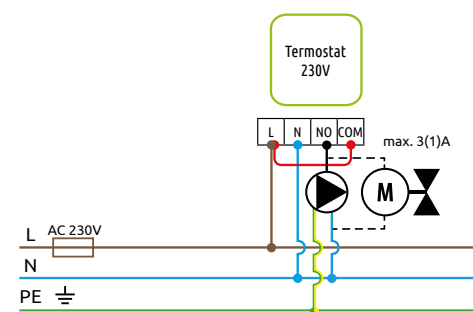 Termostat
230V
L N NO COM
max. 3(1)A
M
L AC 230V
N
PE